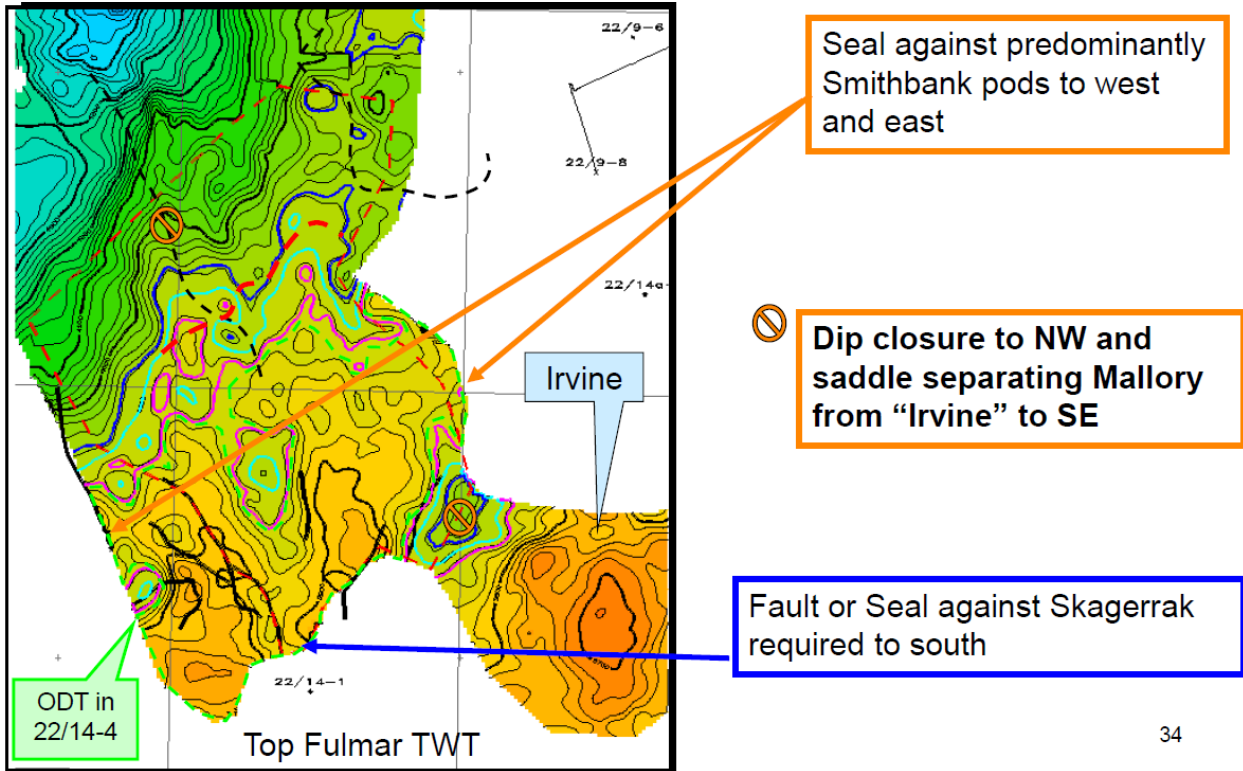 22/9-6
22/9-8
22/14a-
Irvine
ODT in
22/14-4
22/14-1
Top Fulmar TWT
Seal against predominantly
Smithbank pods to west
and east
Dip closure to NW and
saddle separating Mallory
from “Irvine” to SE
Fault or Seal against Skagerrak
required to south
34